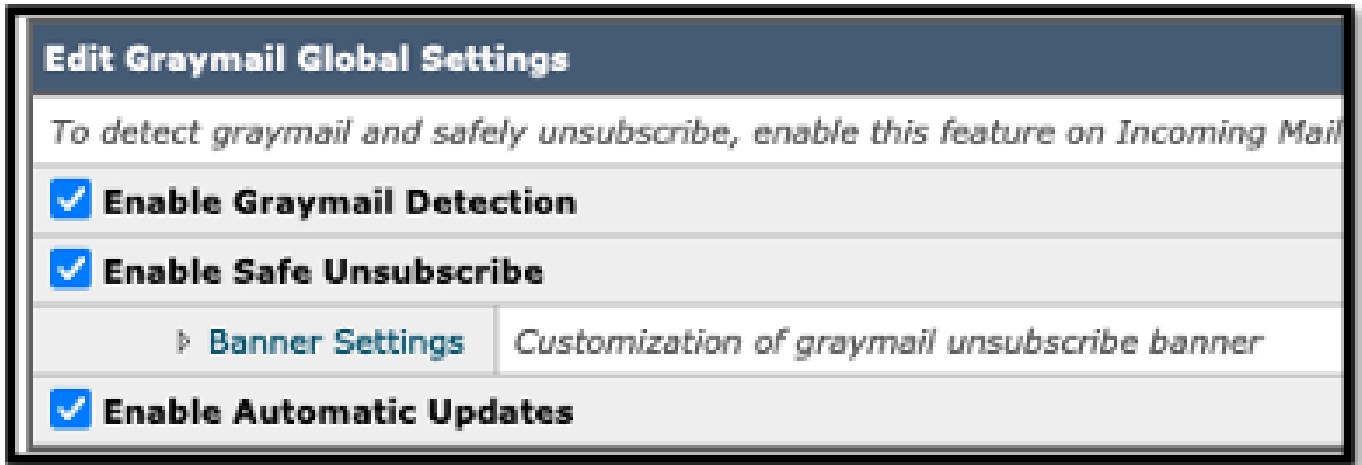 Edit Graymail Global Settings
To detect graymail and safely unsubscribe, enable this feature on Incoming Mail
Enable Graymail Detection
Enable Safe Unsubscribe
Banner Settings Customization of graymail unsubscribe banner
Enable Automatic Updates